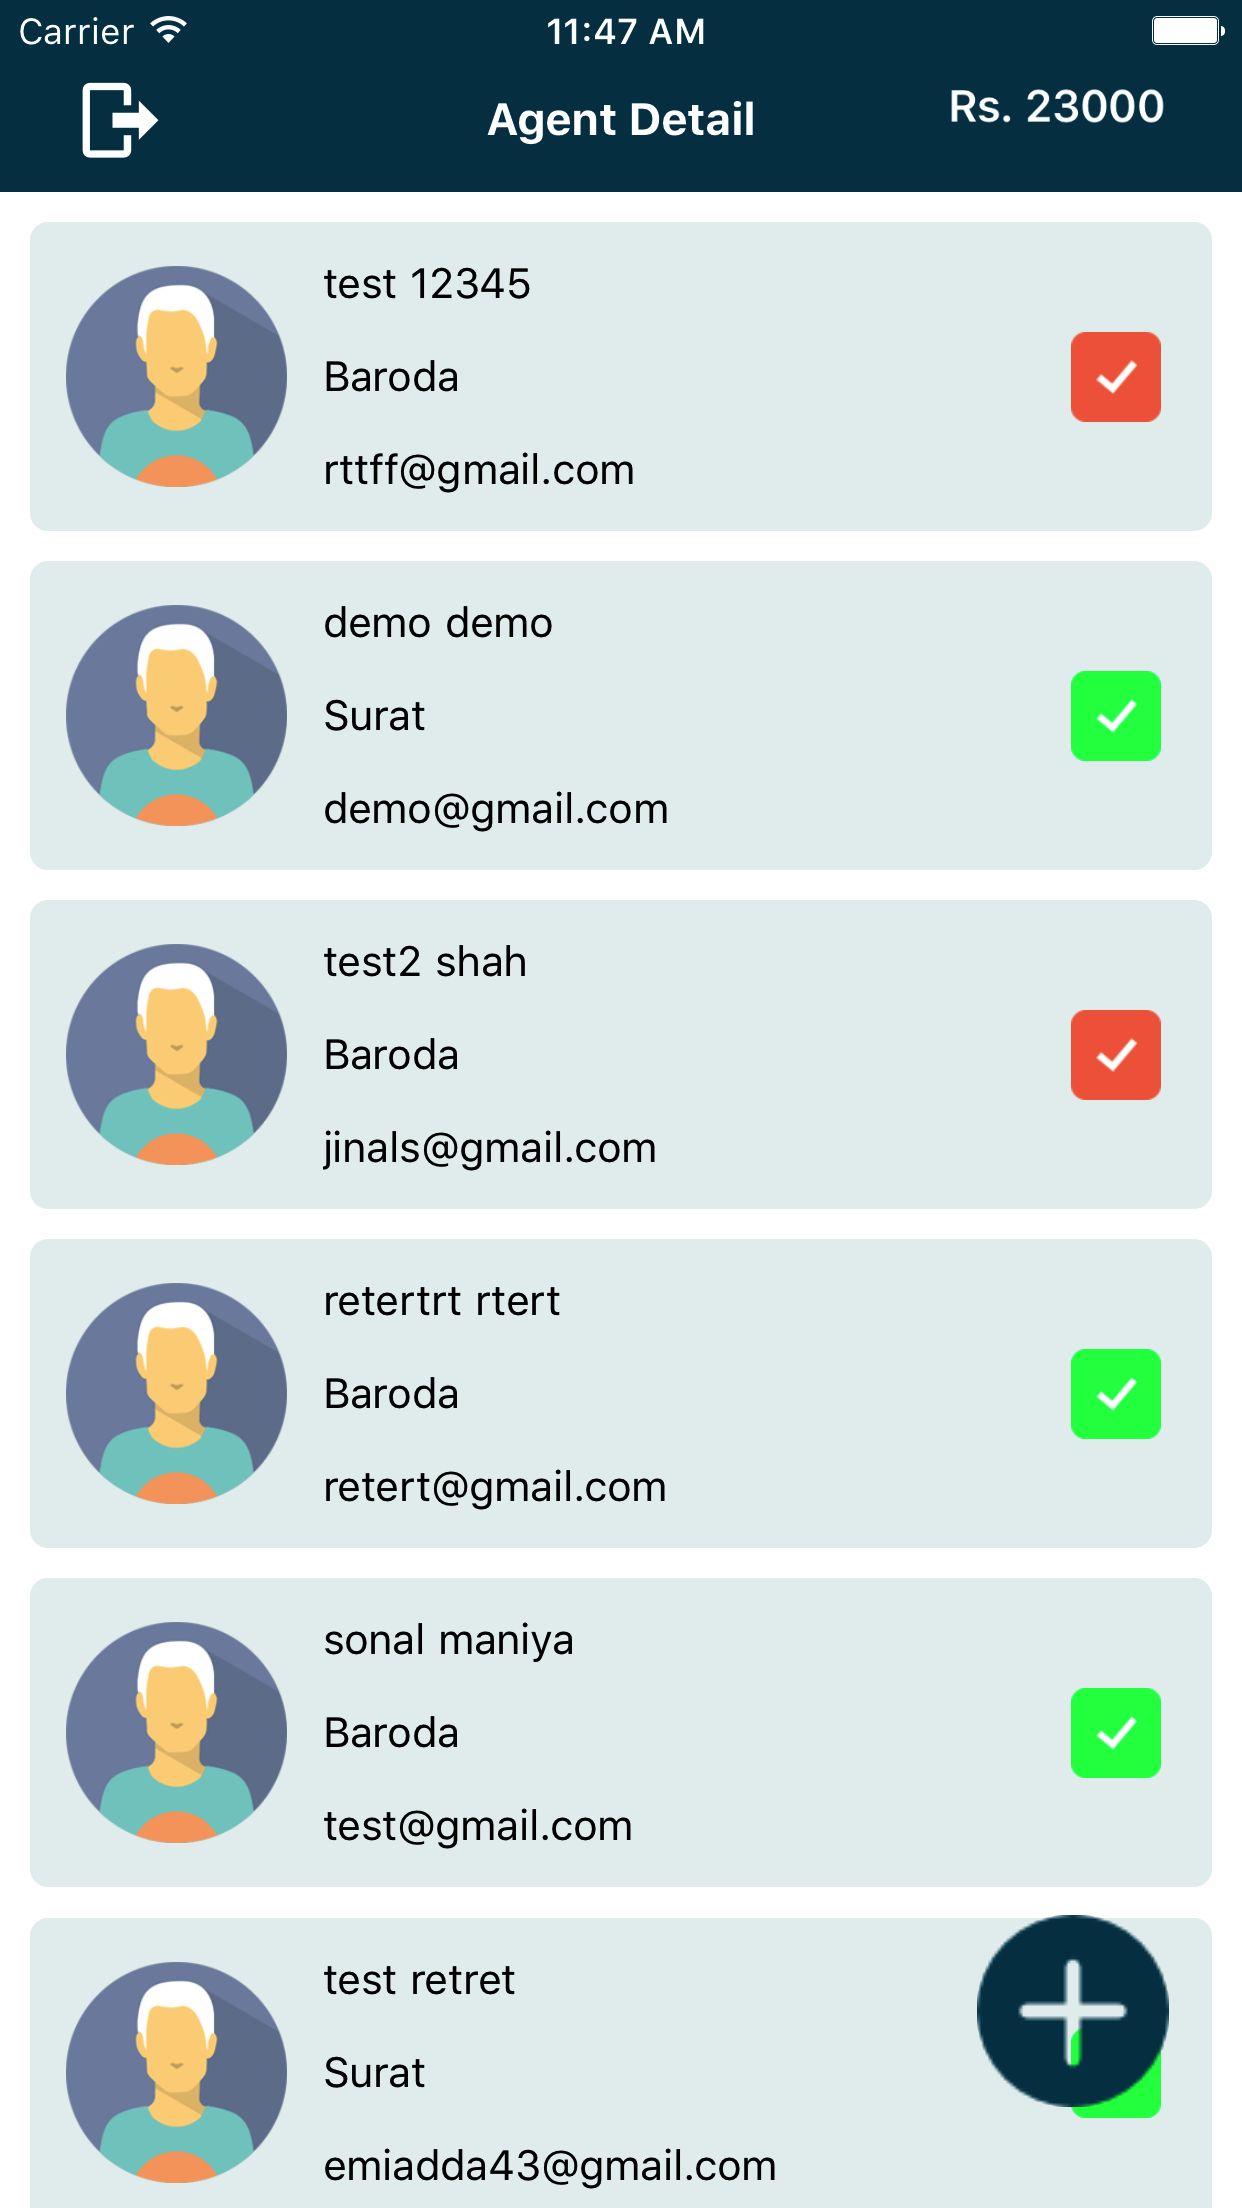 Carrier 11:47 AM
Agent Detail
Rs. 23000
test 12345
Baroda
rttff@gmail.com
demo demo
Surat
demo@gmail.com
test2 shah
Baroda
jinals@gmail.com
retertrt rtert
Baroda
retert@gmail.com
sonal maniya
Baroda
test@gmail.com
test retret
Surat
emiadda43@gmail.com